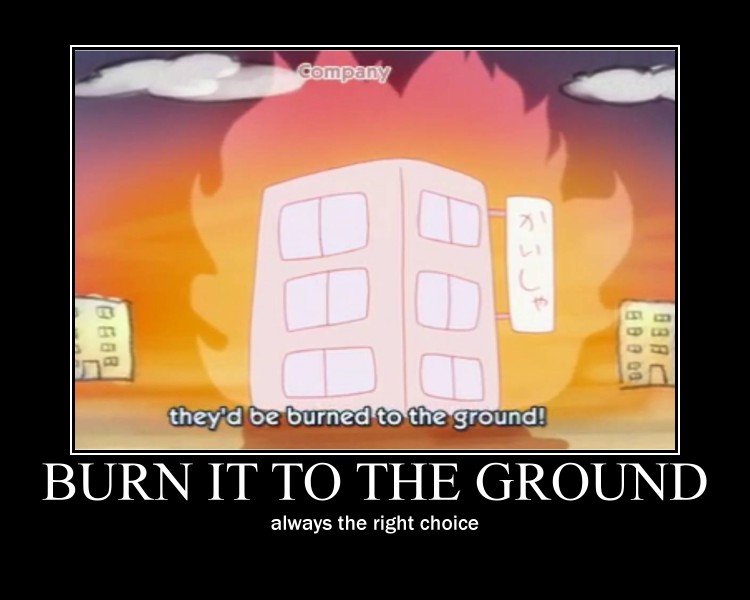 Company
かいしゃ
they'd be burned to the ground!
BURN IT TO THE GROUND
always the right choice